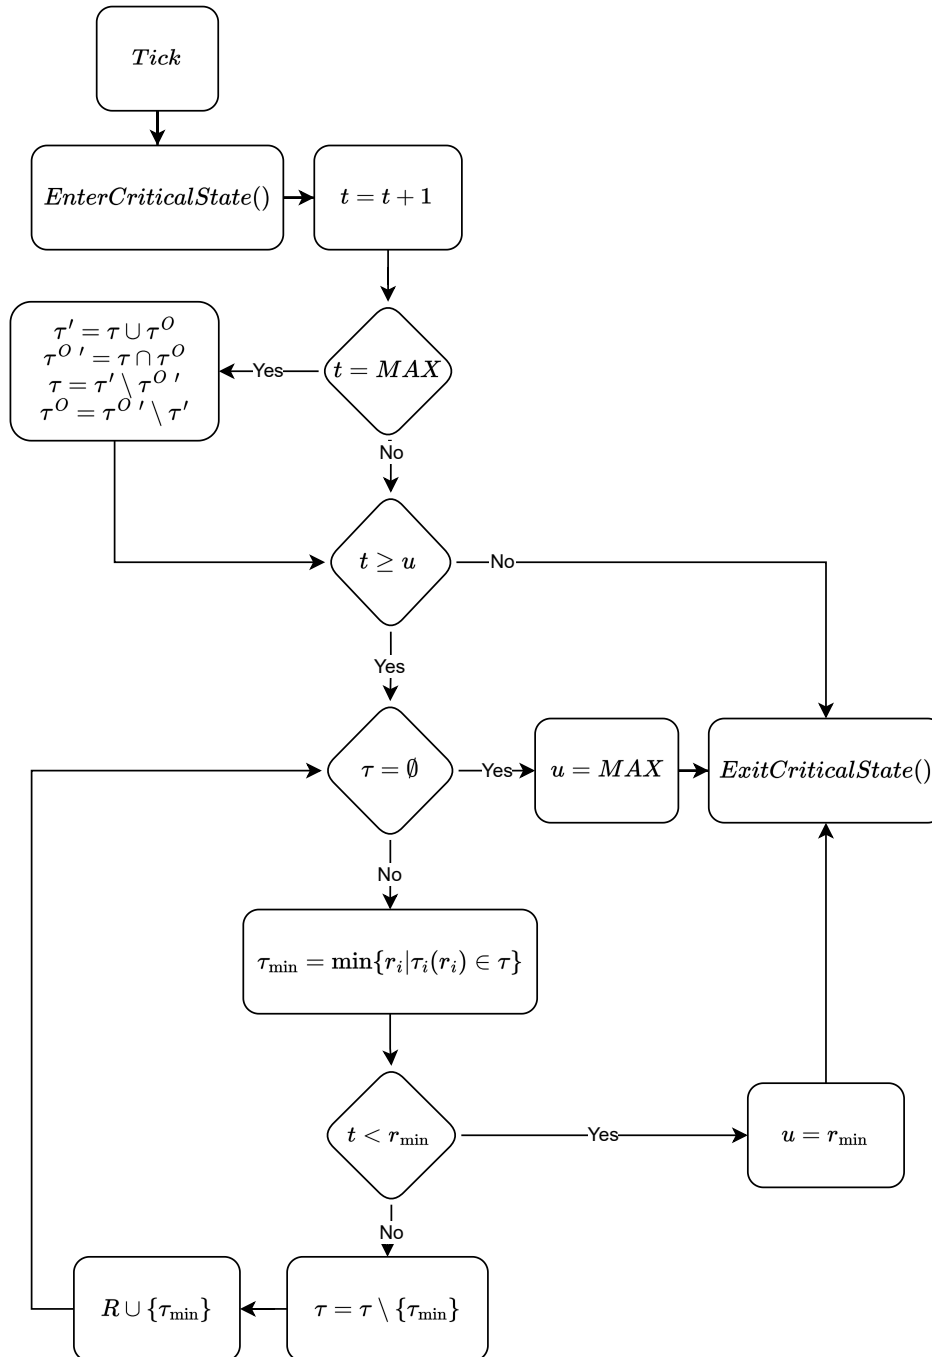 Tick
EnterCriticalState()
t = t + 1
τ′ = τ ∪ τ^O
τ^O ′ = τ ∩ τ^O
τ = τ′ \ τ^O ′
τ^O = τ^O ′ \ τ′
Yes
t = MAX
No
t ≥ u
No
Yes
τ = ∅
Yes
u = MAX
ExitCriticalState()
No
τ_min = min{r_i|τ_i(r_i) ∈ τ}
t < r_min
Yes
u = r_min
No
R ∪ {τ_min}
τ = τ \ {τ_min}